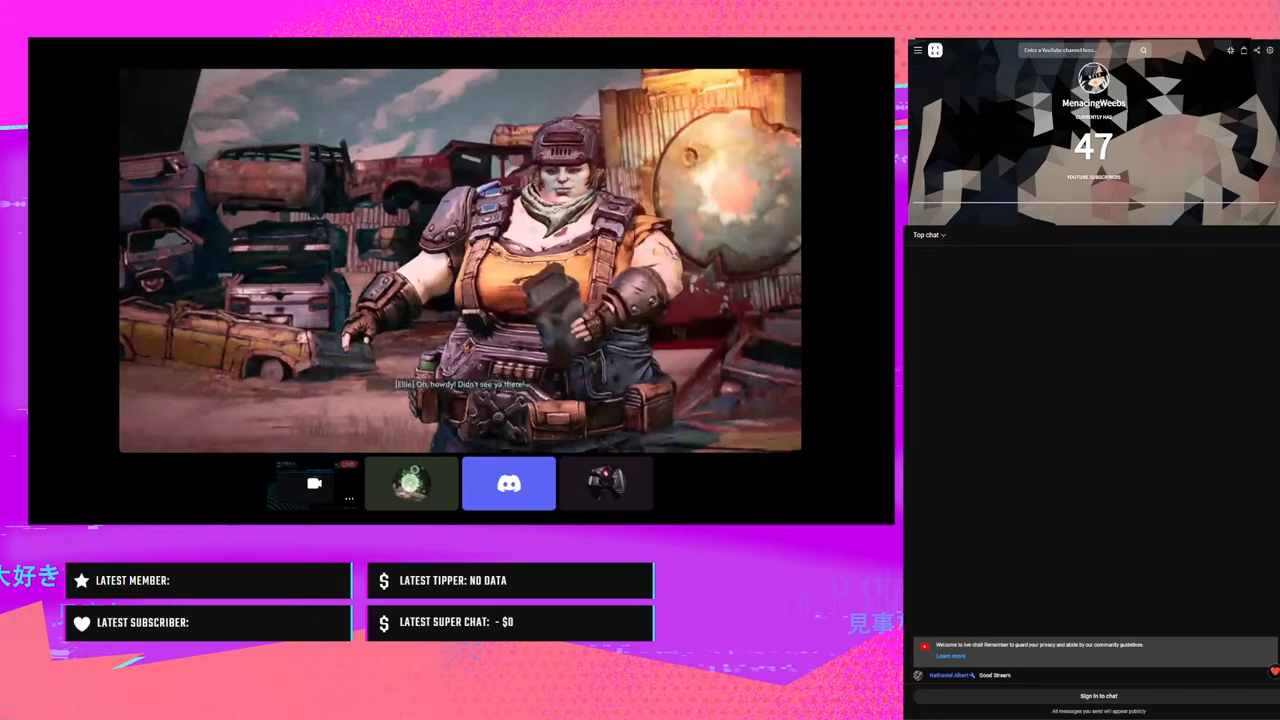 Enter a YouTube channel here...
MenacingWeebs
CURRENTLY HAS
47
YOUTUBE SUBSCRIBERS
Top chat
[Ellie] Oh, howdy! Didn't see ya there!
LIVE
大好き
LATEST MEMBER:
LATEST TIPPER: NO DATA
LATEST SUBSCRIBER:
LATEST SUPER CHAT: - $0
見事
Welcome to live chat! Remember to guard your privacy and abide by our community guidelines.
Learn more
Nathaniel Albert Good Stream
Sign in to chat
All messages you send will appear publicly